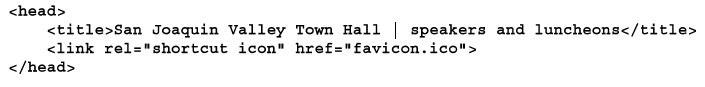 <head>
    <title>San Joaquin Valley Town Hall | speakers and luncheons</title>
    <link rel="shortcut icon" href="favicon.ico">
</head>